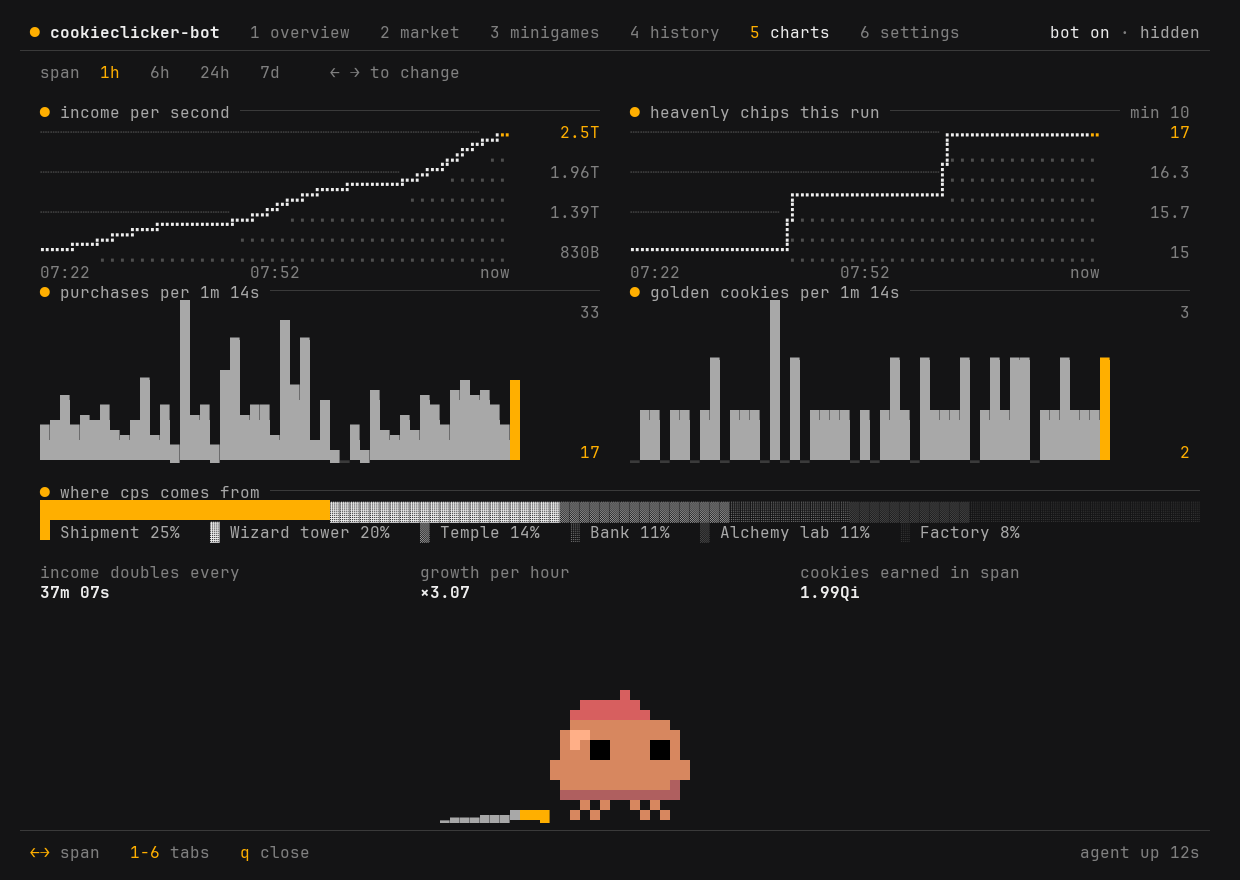 cookieclicker-bot 1 overview 2 market 3 minigames 4 history 5 charts 6 settings bot on · hidden
span 1h 6h 24h 7d ← → to change
income per second
2.5T
1.96T
1.39T
830B
07:22 07:52 now
heavenly chips this run min 10
17
16.3
15.7
15
07:22 07:52 now
purchases per 1m 14s
33
17
golden cookies per 1m 14s
3
2
where cps comes from
Shipment 25% Wizard tower 20% Temple 14% Bank 11% Alchemy lab 11% Factory 8%
income doubles every
37m 07s
growth per hour
×3.07
cookies earned in span
1.99Qi
←→ span 1-6 tabs q close agent up 12s